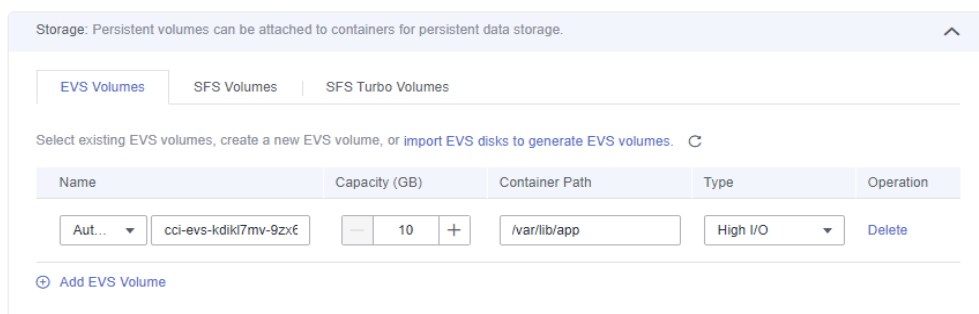 Storage: Persistent volumes can be attached to containers for persistent data storage.
EVS Volumes SFS Volumes SFS Turbo Volumes
Select existing EVS volumes, create a new EVS volume, or import EVS disks to generate EVS volumes.
Name Capacity (GB) Container Path Type Operation
Aut... cci-evs-kdikl7mv-9zx6 10 /var/lib/app High I/O Delete
Add EVS Volume